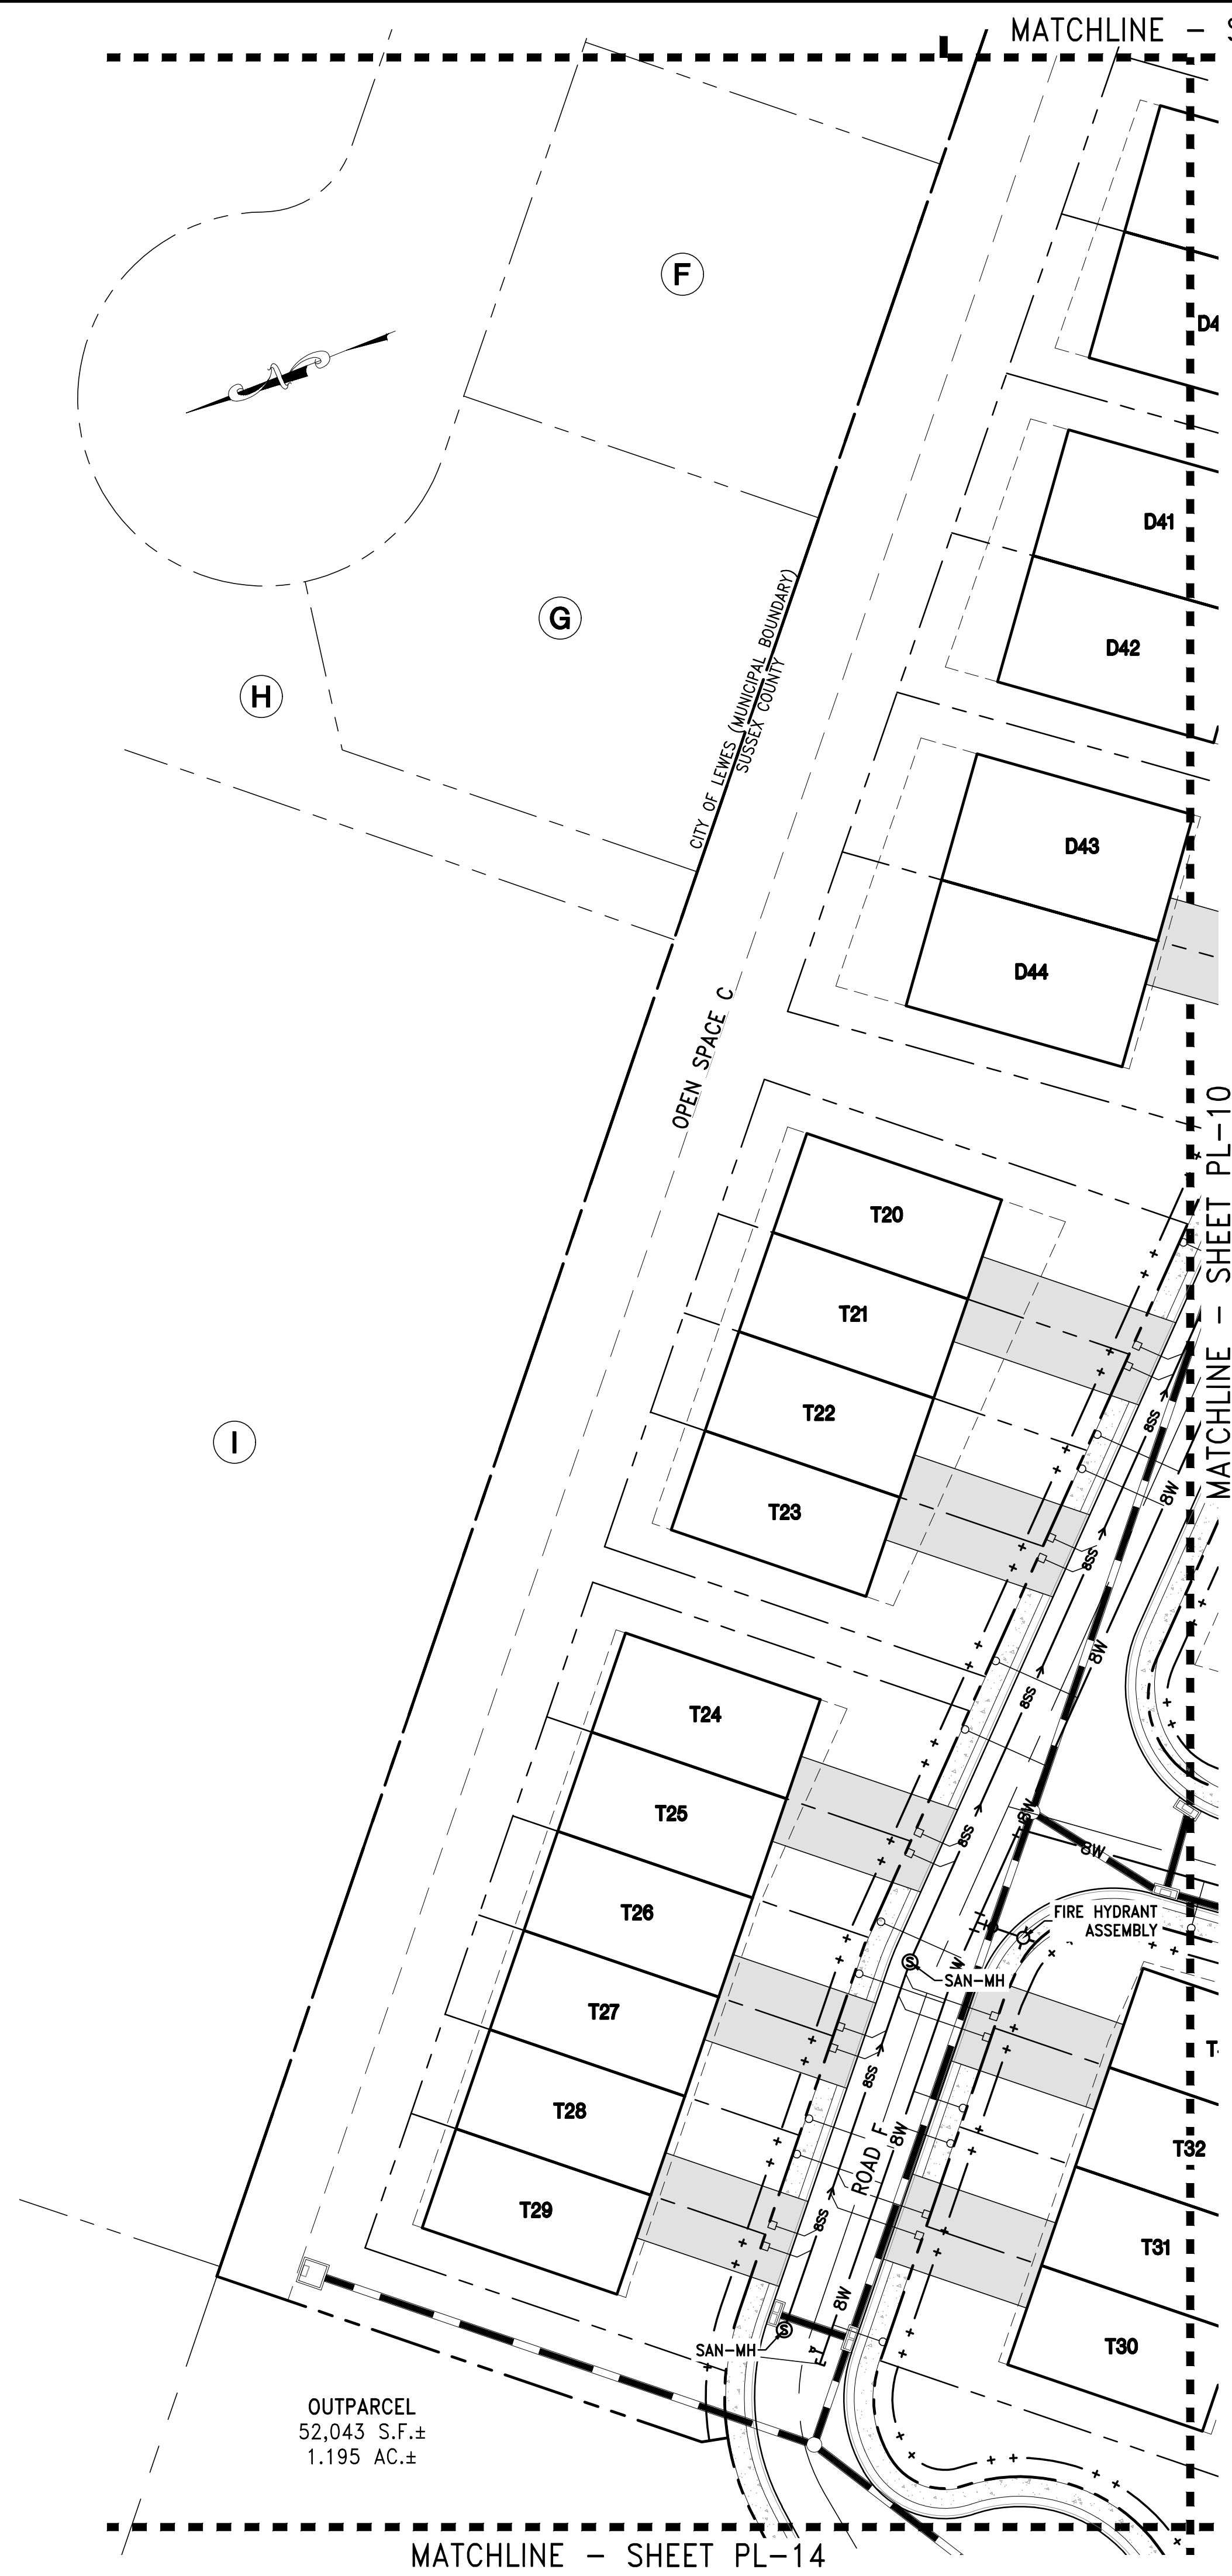 MATCHLINE -
L
F
N
D41
G
D42
H
CITY OF LEWES (MUNICIPAL BOUNDARY)
SUSSEX COUNTY
D43
D44
OPEN SPACE C
MATCHLINE - SHEET PL-10
T20
T21
T22
T23
8SS
8W
8SS
I
8W
8SS
T24
T25
8SS
8W
8W
T26
FIRE HYDRANT
ASSEMBLY
SAN-MH
T27
8SS
T28
ROAD F
8W
T32
T29
8SS
T31
8W
SAN-MH
T30
OUTPARCEL
52,043 S.F.±
1.195 AC.±
MATCHLINE - SHEET PL-14